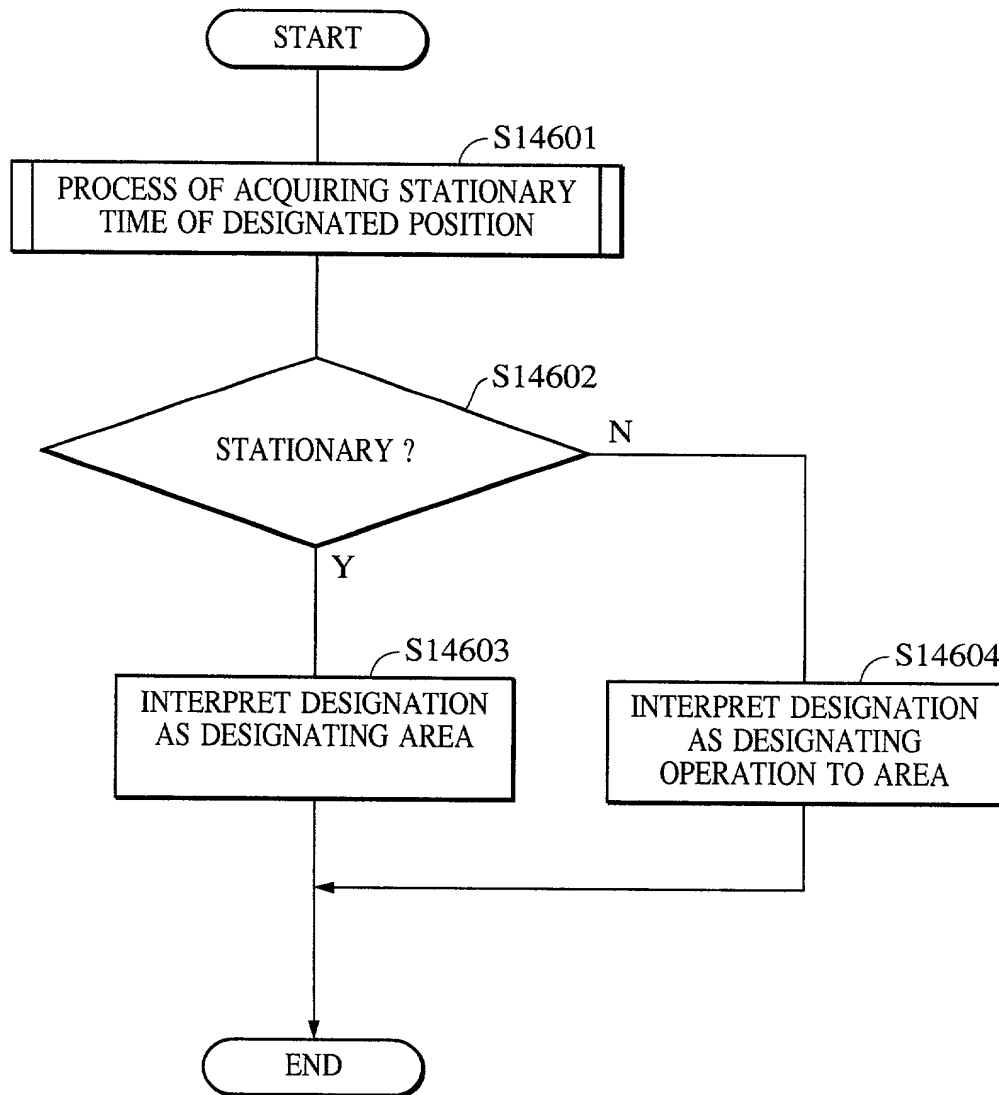 START
S14601
PROCESS OF ACQUIRING STATIONARY
TIME OF DESIGNATED POSITION
S14602
STATIONARY ?
N
Y
S14603
INTERPRET DESIGNATION
AS DESIGNATING AREA
S14604
INTERPRET DESIGNATION
AS DESIGNATING
OPERATION TO AREA
END